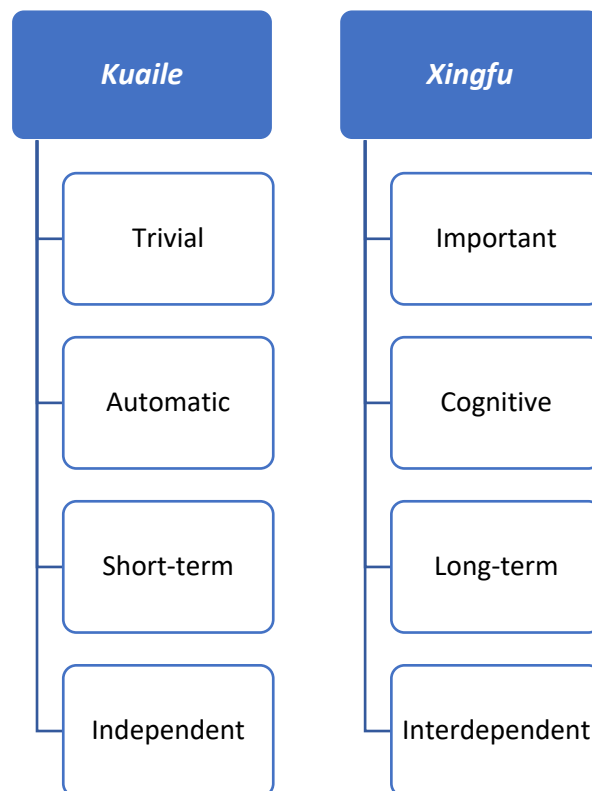 Kuaile
Trivial
Automatic
Short-term
Independent
Xingfu
Important
Cognitive
Long-term
Interdependent